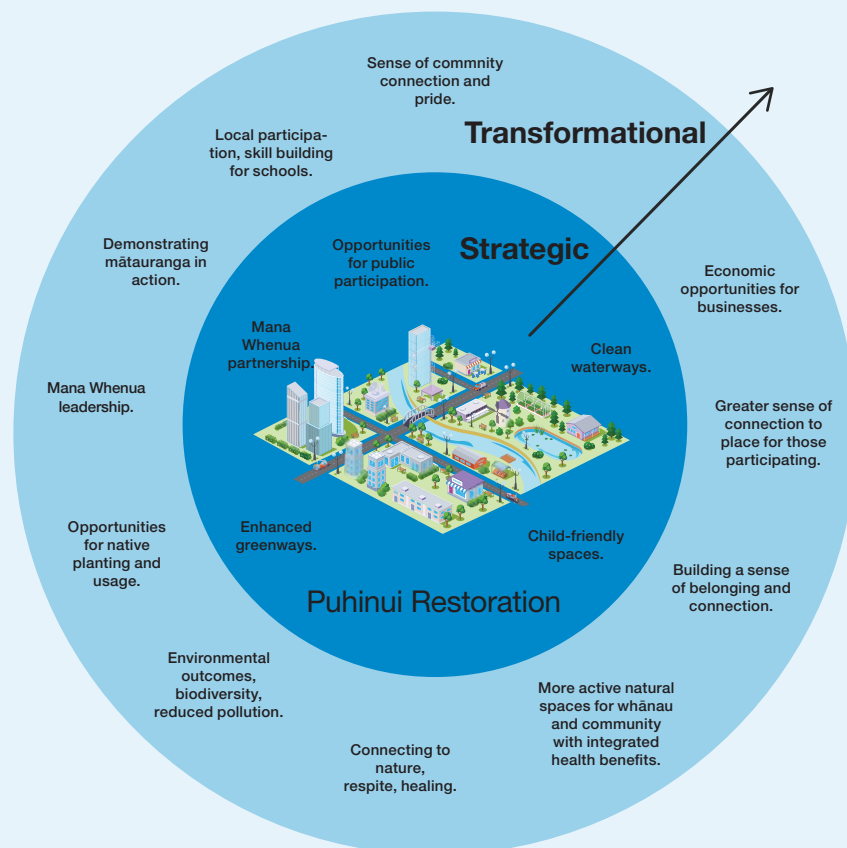 Sense of commnity
connection and
pride.
Transformational
Local participa-
tion, skill building
for schools.
Demonstrating
mātauranga in
action.
Opportunities
for public
participation.
Strategic
Economic
opportunities for
businesses.
Mana
Whenua
partnership.
Clean
waterways.
Mana Whenua
leadership.
Greater sense of
connection to
place for those
participating.
Opportunities
for native
planting and
usage.
Enhanced
greenways.
Child-friendly
spaces.
Building a sense
of belonging and
connection.
Puhinui Restoration
Environmental
outcomes,
biodiversity,
reduced pollution.
More active natural
spaces for whānau
and community
with integrated
health benefits.
Connecting to
nature,
respite, healing.